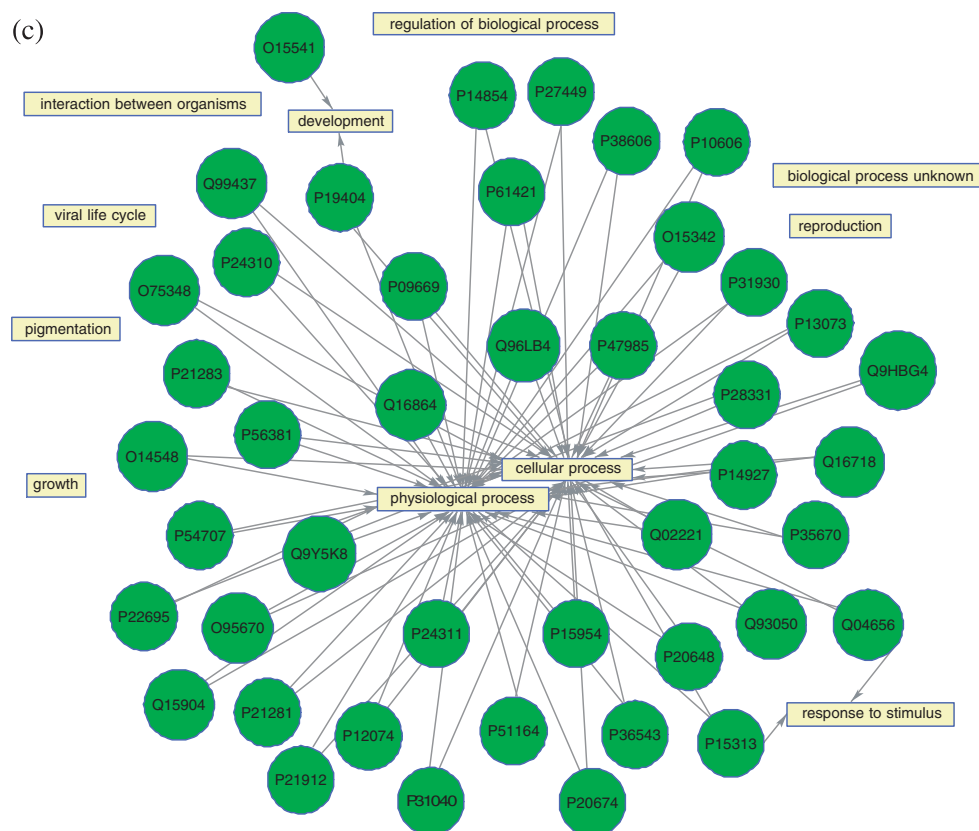 (c)
regulation of biological process
O15541
P14854
P27449
interaction between organisms
development
P38606
P10606
Q99437
P19404
P61421
biological process unknown
viral life cycle
reproduction
P24310
O15342
O75348
P09669
P31930
pigmentation
P13073
Q96LB4
P47985
P21283
Q9HBG4
Q16864
P28331
P56381
O14548
cellular process
Q16718
P14927
growth
physiological process
P54707
Q9Y5K8
Q02221
P35670
P22695
O95670
P24311
P15954
Q93050
Q04656
P20648
Q15904
P21281
response to stimulus
P12074
P51164
P36543
P15313
P21912
P31040
P20674